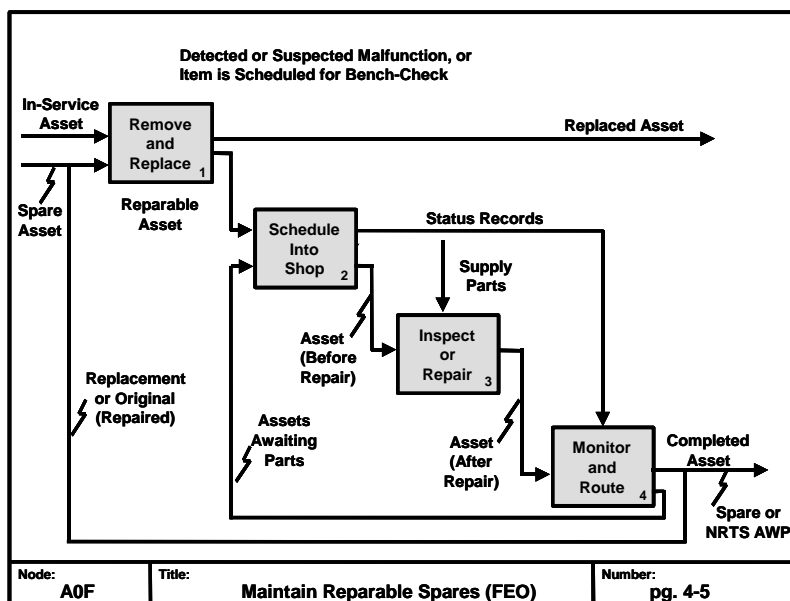 Detected or Suspected Malfunction, or
Item is Scheduled for Bench-Check
In-Service
Asset
Remove
and
Replace
1
Replaced Asset
Spare
Asset
Reparable
Asset
Schedule
Into
Shop
2
Status Records
Supply
Parts
Asset
(Before
Repair)
Inspect
or
Repair
3
Replacement
or Original
(Repaired)
Assets
Awaiting
Parts
Asset
(After
Repair)
Monitor
and
Route
4
Completed
Asset
Spare or
NRTS AWP
Node:
A0F
Title:
Maintain Reparable Spares (FEO)
Number:
pg. 4-5